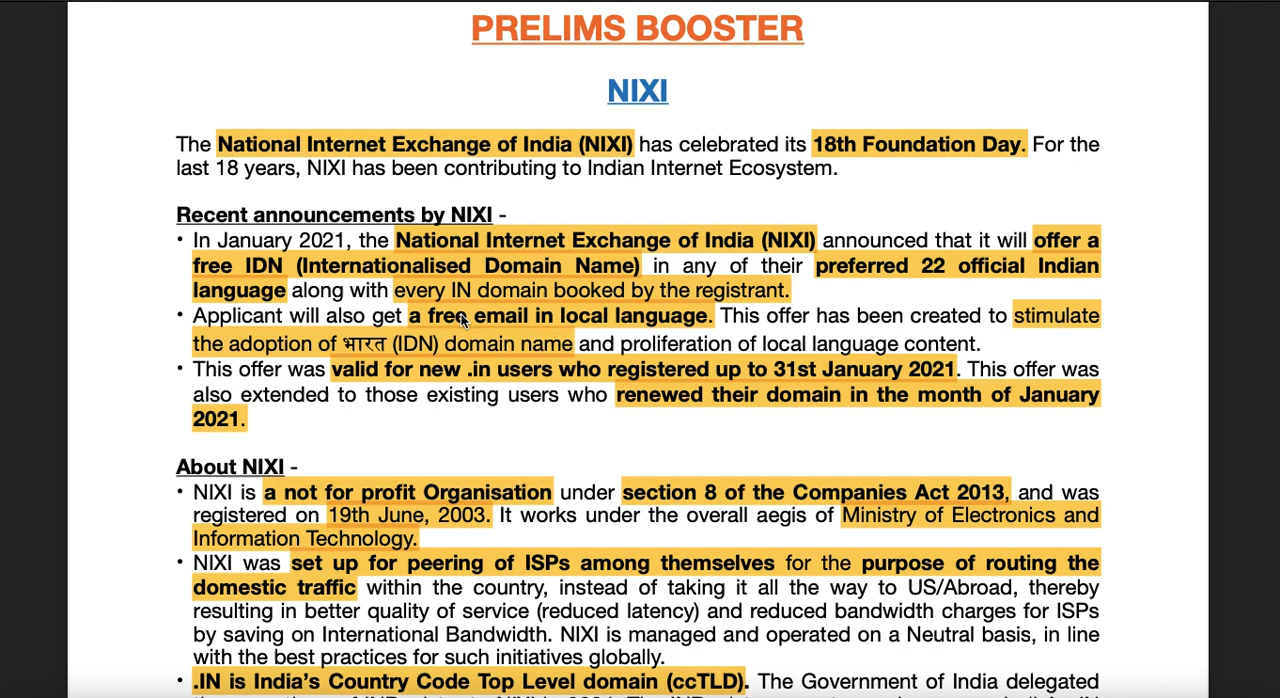 PRELIMS BOOSTER
NIXI
The National Internet Exchange of India (NIXI) has celebrated its 18th Foundation Day. For the
last 18 years, NIXI has been contributing to Indian Internet Ecosystem.
Recent announcements by NIXI -
• In January 2021, the National Internet Exchange of India (NIXI) announced that it will offer a
free IDN (Internationalised Domain Name) in any of their preferred 22 official Indian
language along with every IN domain booked by the registrant.
• Applicant will also get a free email in local language. This offer has been created to stimulate
the adoption of भारत (IDN) domain name and proliferation of local language content.
• This offer was valid for new .in users who registered up to 31st January 2021. This offer was
also extended to those existing users who renewed their domain in the month of January
2021.
About NIXI -
• NIXI is a not for profit Organisation under section 8 of the Companies Act 2013, and was
registered on 19th June, 2003. It works under the overall aegis of Ministry of Electronics and
Information Technology.
• NIXI was set up for peering of ISPs among themselves for the purpose of routing the
domestic traffic within the country, instead of taking it all the way to US/Abroad, thereby
resulting in better quality of service (reduced latency) and reduced bandwidth charges for ISPs
by saving on International Bandwidth. NIXI is managed and operated on a Neutral basis, in line
with the best practices for such initiatives globally.
• .IN is India's Country Code Top Level domain (ccTLD). The Government of India delegated